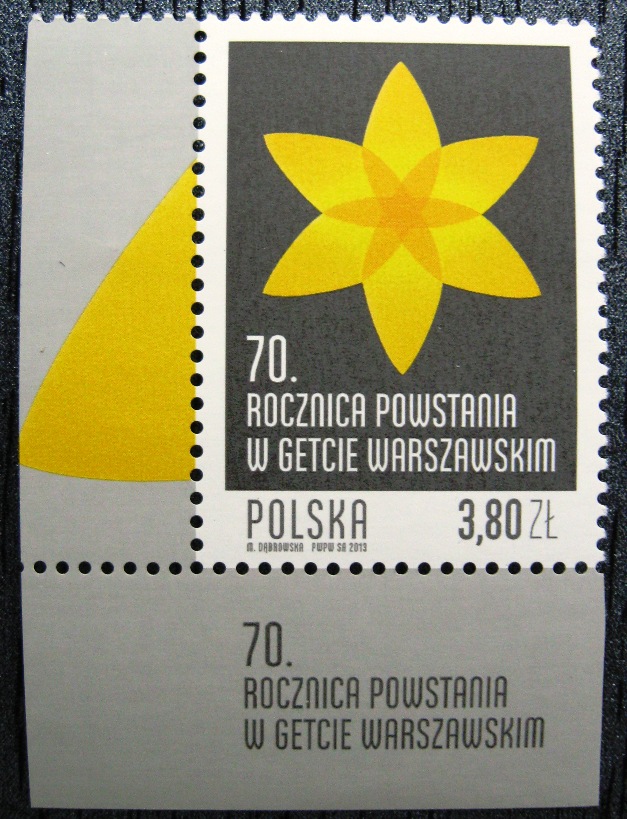 70.
ROCZNICA POWSTANIA
W GETCIE WARSZAWSKIM
POLSKA 3,80 ZŁ
M. DĄBROWSKA PWPW SA 2013
70.
ROCZNICA POWSTANIA
W GETCIE WARSZAWSKIM